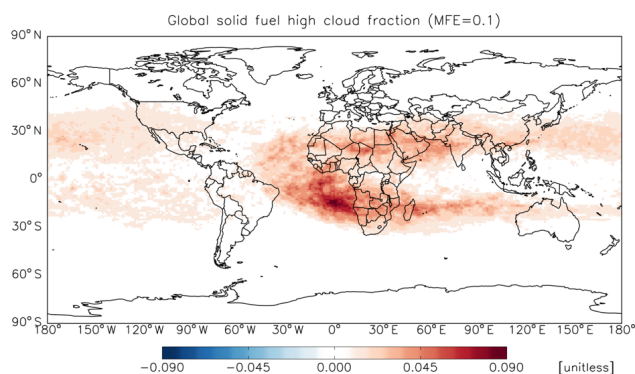 Global solid fuel high cloud fraction (MFE=0.1)
90° N
60° N
30° N
0°
30° S
60° S
90° S
180° 150° W 120° W 90° W 60° W 30° W 0° 30° E 60° E 90° E 120° E 150° E 180°
−0.090 −0.045 0.000 0.045 0.090 [unitless]